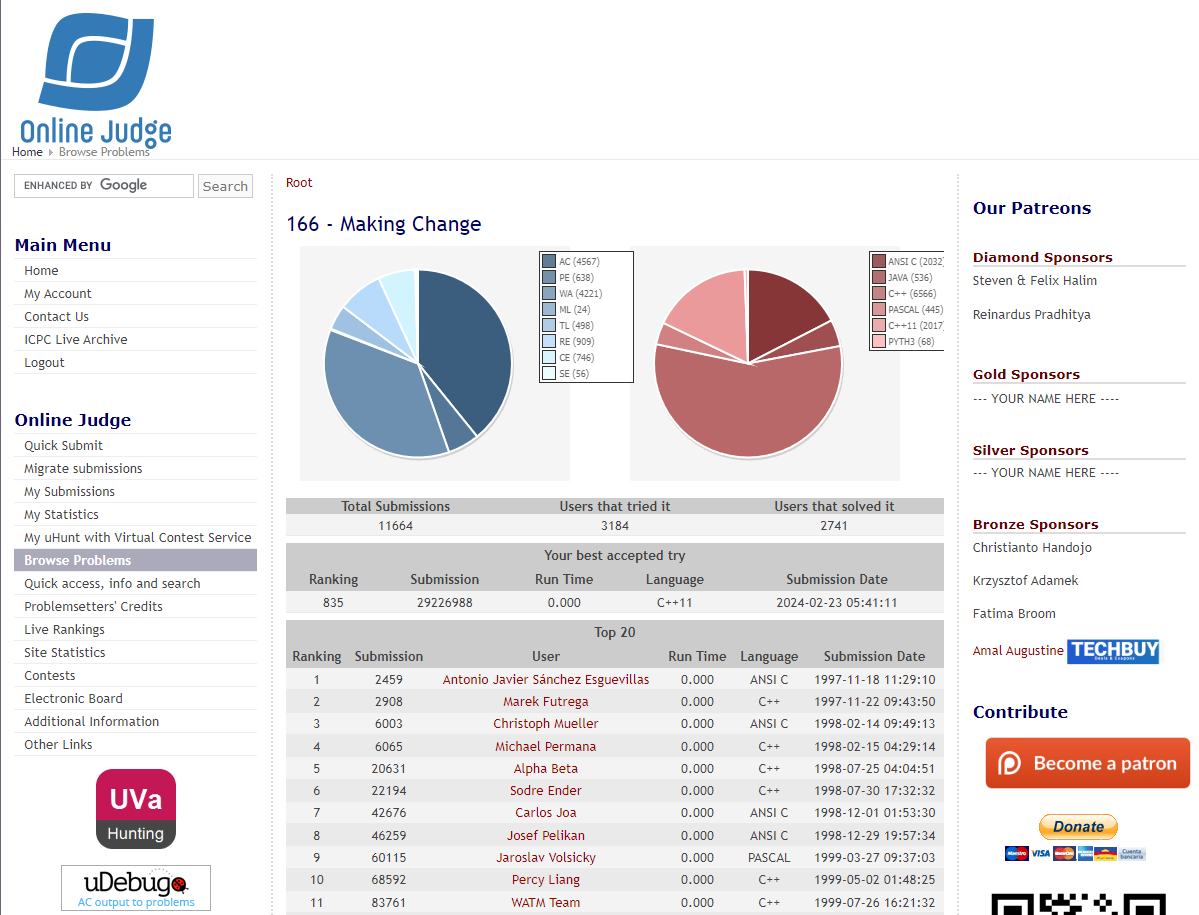 Online Judge
Home Browse Problems
ENHANCED BY Google Search
Main Menu
Home
My Account
Contact Us
ICPC Live Archive
Logout
Online Judge
Quick Submit
Migrate submissions
My Submissions
My Statistics
My uHunt with Virtual Contest Service
Browse Problems
Quick access, info and search
Problemsetters' Credits
Live Rankings
Site Statistics
Contests
Electronic Board
Additional Information
Other Links
UVa
Hunting
uDebug
AC output to problems
Root
166 - Making Change
AC (4567)
PE (638)
WA (4221)
ML (24)
TL (498)
RE (909)
CE (746)
SE (56)
ANSI C (2032)
JAVA (536)
C++ (6566)
PASCAL (445)
C++11 (2017)
PYTH3 (68)
Total Submissions Users that tried it Users that solved it
11664 3184 2741
Your best accepted try
Ranking Submission Run Time Language Submission Date
835 29226988 0.000 C++11 2024-02-23 05:41:11
Top 20
Ranking Submission User Run Time Language Submission Date
1 2459 Antonio Javier Sánchez Esguevillas 0.000 ANSI C 1997-11-18 11:29:10
2 2908 Marek Futrega 0.000 C++ 1997-11-22 09:43:50
3 6003 Christoph Mueller 0.000 ANSI C 1998-02-14 09:49:13
4 6065 Michael Permana 0.000 C++ 1998-02-15 04:29:14
5 20631 Alpha Beta 0.000 C++ 1998-07-25 04:04:51
6 22194 Sodre Ender 0.000 C++ 1998-07-30 17:32:32
7 42676 Carlos Joa 0.000 ANSI C 1998-12-01 01:53:30
8 46259 Josef Pelikan 0.000 ANSI C 1998-12-29 19:57:34
9 60115 Jaroslav Volsicky 0.000 PASCAL 1999-03-27 09:37:03
10 68592 Percy Liang 0.000 C++ 1999-05-02 01:48:25
11 83761 WATM Team 0.000 C++ 1999-07-26 16:21:32
Our Patreons
Diamond Sponsors
Steven & Felix Halim
Reinardus Pradhitya
Gold Sponsors
--- YOUR NAME HERE ----
Silver Sponsors
--- YOUR NAME HERE ----
Bronze Sponsors
Christianto Handojo
Krzysztof Adamek
Fatima Broom
Amal Augustine TECHBUY
Deals & Coupons
Contribute
Become a patron
Donate
Maestro VISA MasterCard Cuenta
bancaria